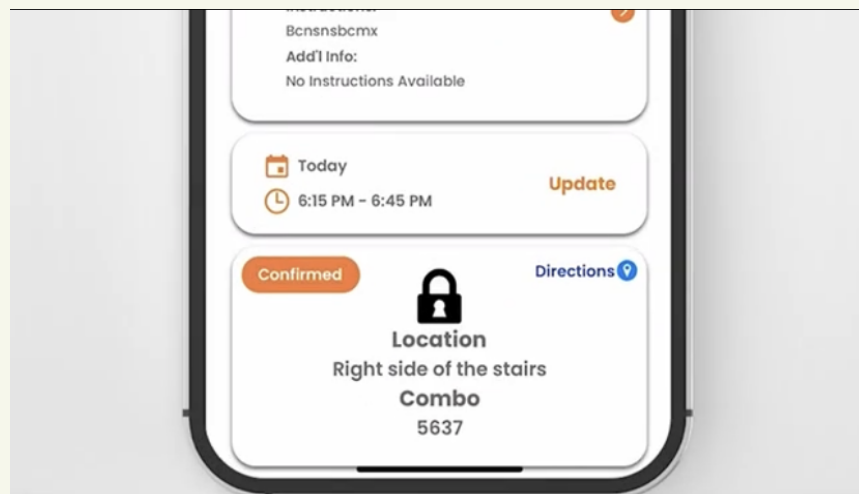 Instructions:
Bcnsnsbcmx
Add'l Info:
No Instructions Available
Today
6:15 PM - 6:45 PM
Update
Confirmed
Directions
Location
Right side of the stairs
Combo
5637